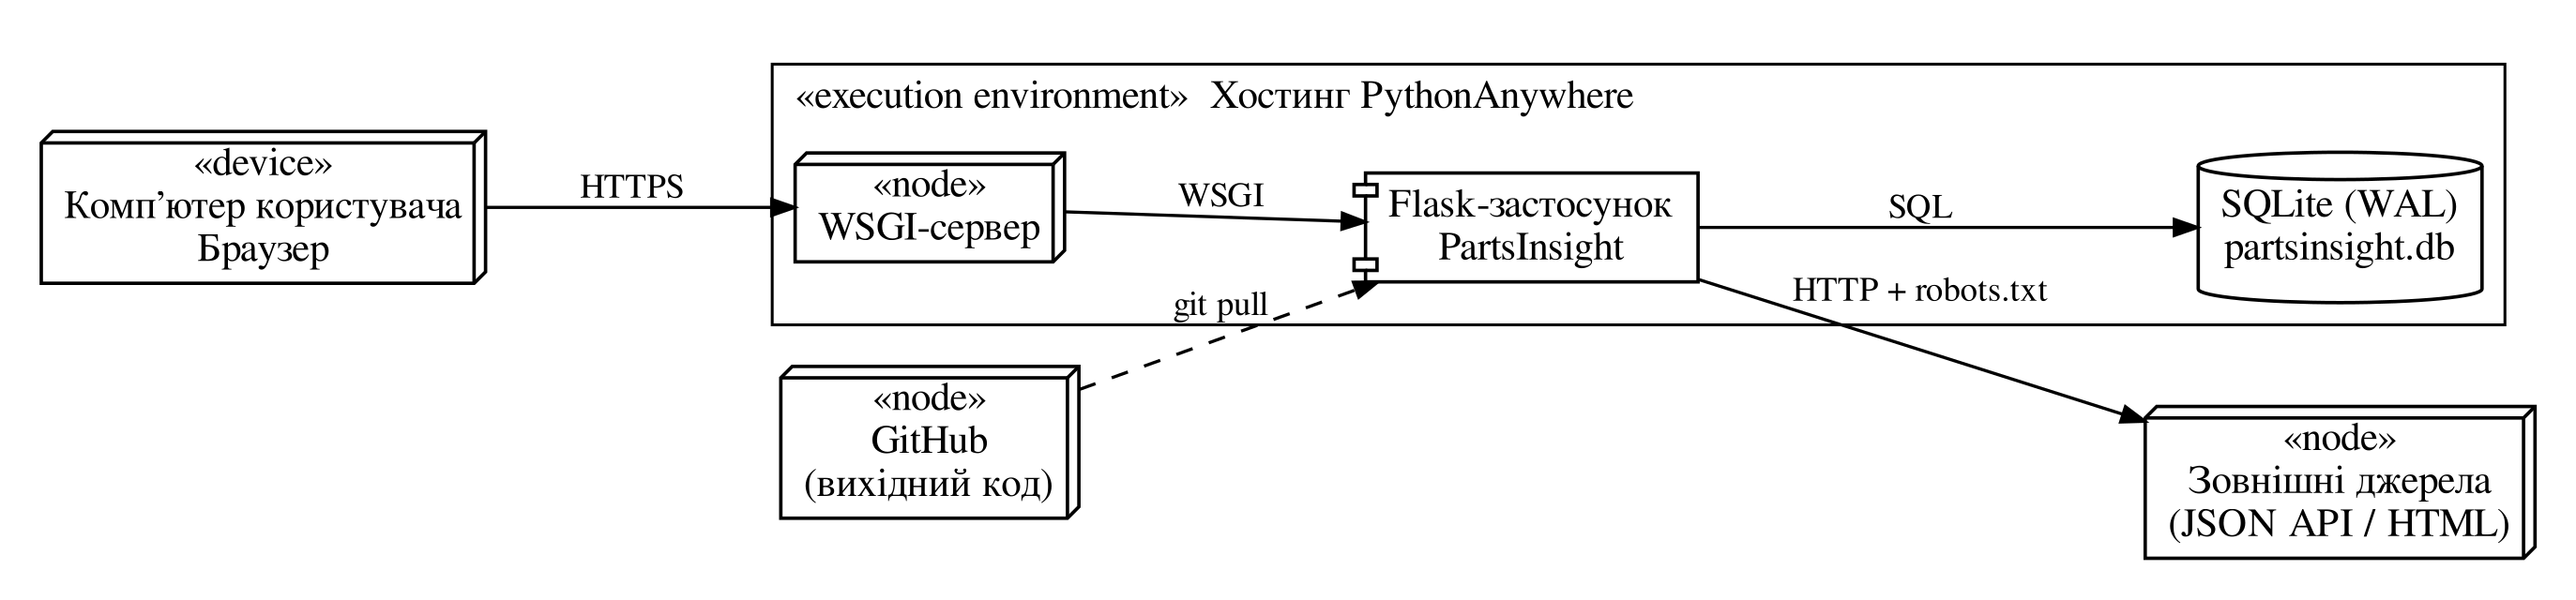 «execution environment»  Хостинг PythonAnywhere
«device»
Комп’ютер користувача
Браузер
HTTPS
«node»
WSGI-сервер
WSGI
Flask-застосунок
PartsInsight
SQL
SQLite (WAL)
partsinsight.db
git pull
HTTP + robots.txt
«node»
GitHub
(вихідний код)
«node»
Зовнішні джерела
(JSON API / HTML)